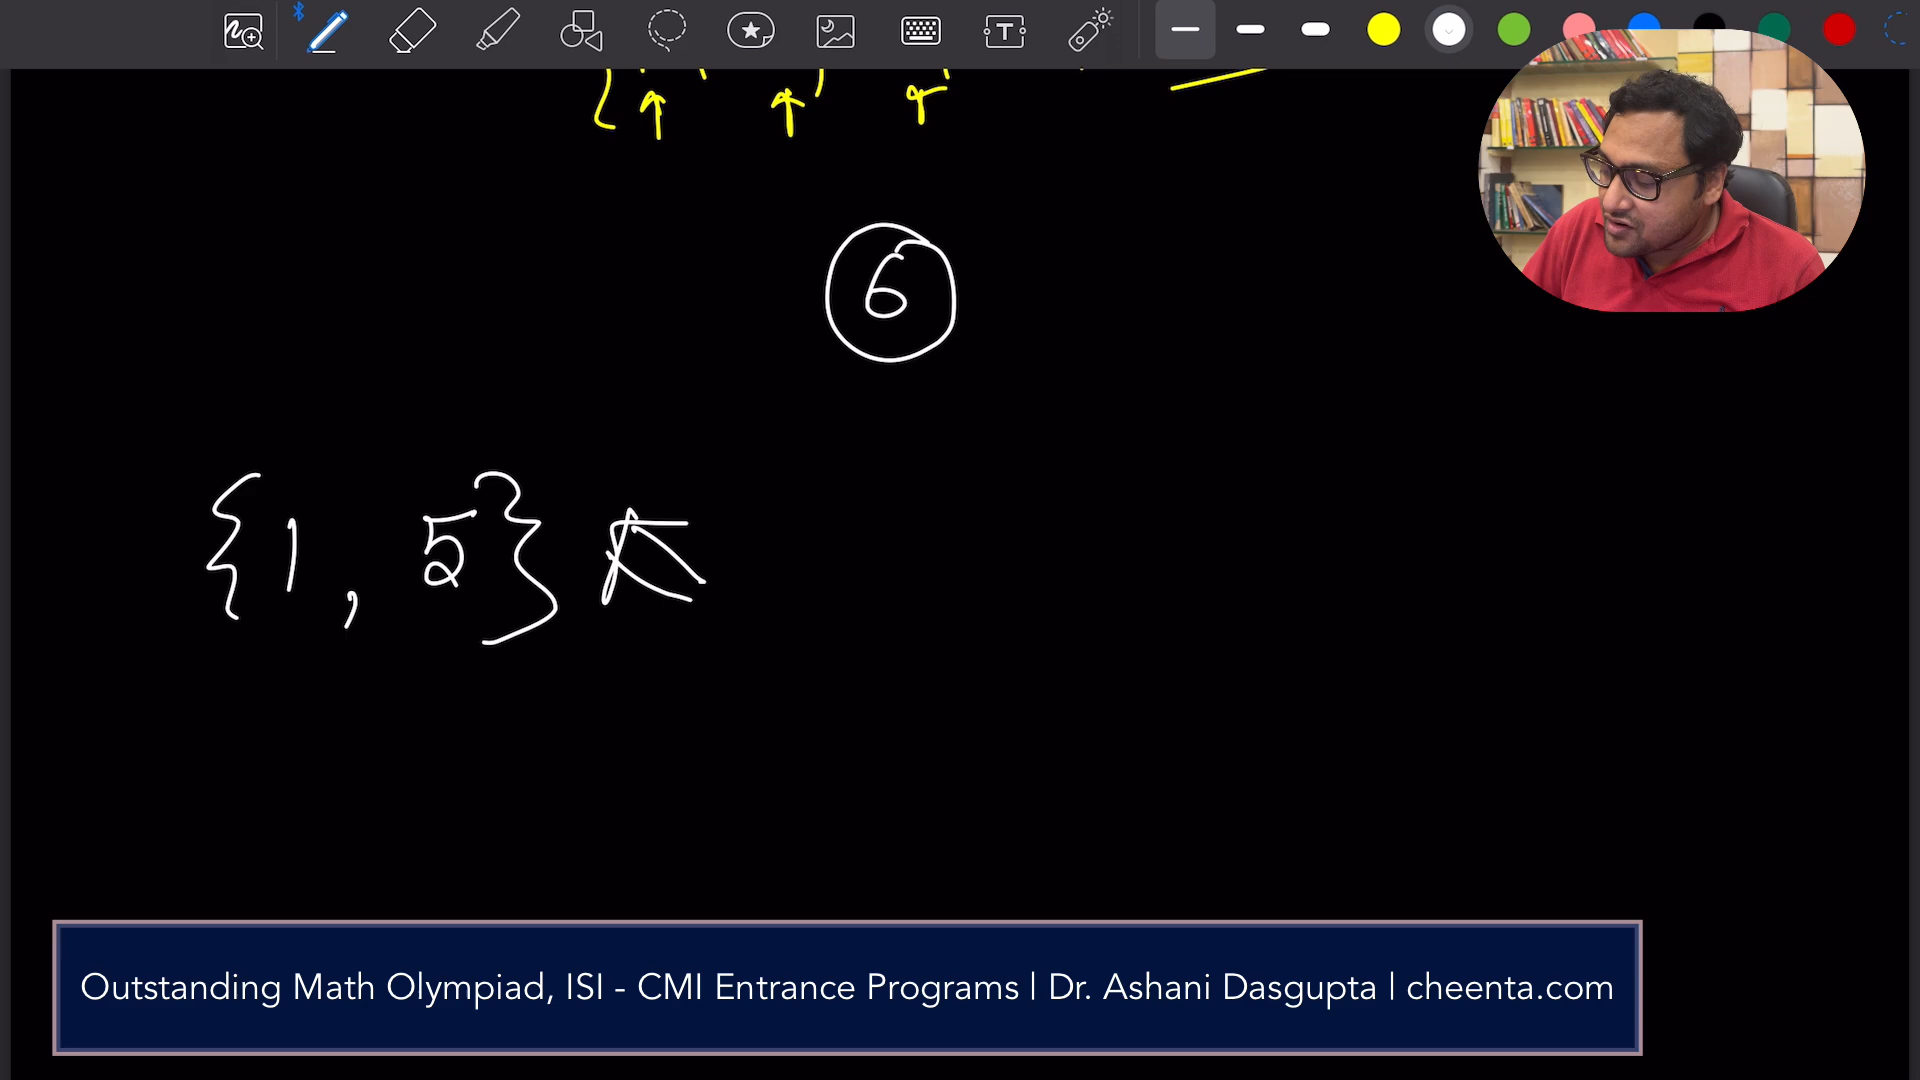 6
{1, 5}
Outstanding Math Olympiad, ISI - CMI Entrance Programs | Dr. Ashani Dasgupta | cheenta.com